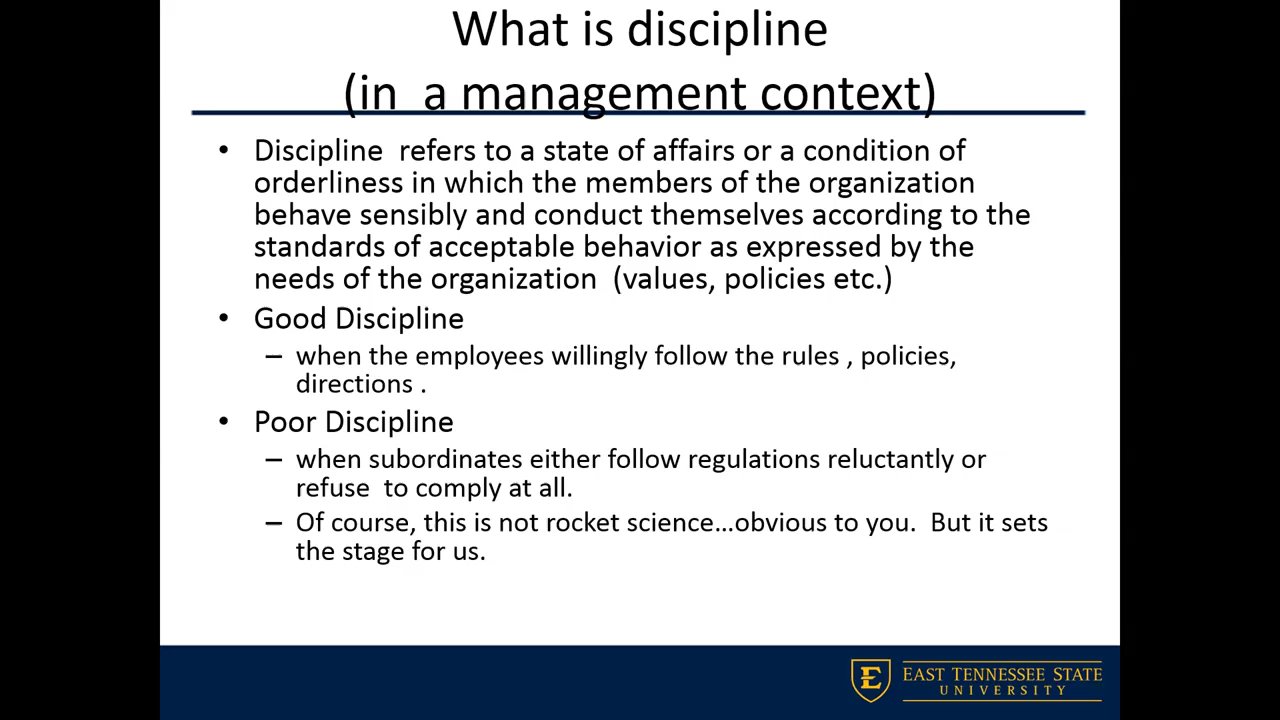 What is discipline
(in a management context)
• Discipline refers to a state of affairs or a condition of
orderliness in which the members of the organization
behave sensibly and conduct themselves according to the
standards of acceptable behavior as expressed by the
needs of the organization (values, policies etc.)
• Good Discipline
– when the employees willingly follow the rules , policies,
directions .
• Poor Discipline
– when subordinates either follow regulations reluctantly or
refuse to comply at all.
– Of course, this is not rocket science…obvious to you. But it sets
the stage for us.
E
EAST TENNESSEE STATE
UNIVERSITY